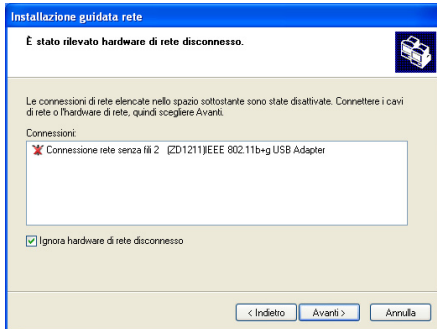 Installazione guidata rete
È stato rilevato hardware di rete disconnesso.
Le connessioni di rete elencate nello spazio sottostante sono state disattivate. Connettere i cavi
di rete o l'hardware di rete, quindi scegliere Avanti.
Connessioni:
Connessione rete senza fili 2 (ZD1211)IEEE 802.11b+g USB Adapter
Ignora hardware di rete disconnesso
< Indietro Avanti > Annulla